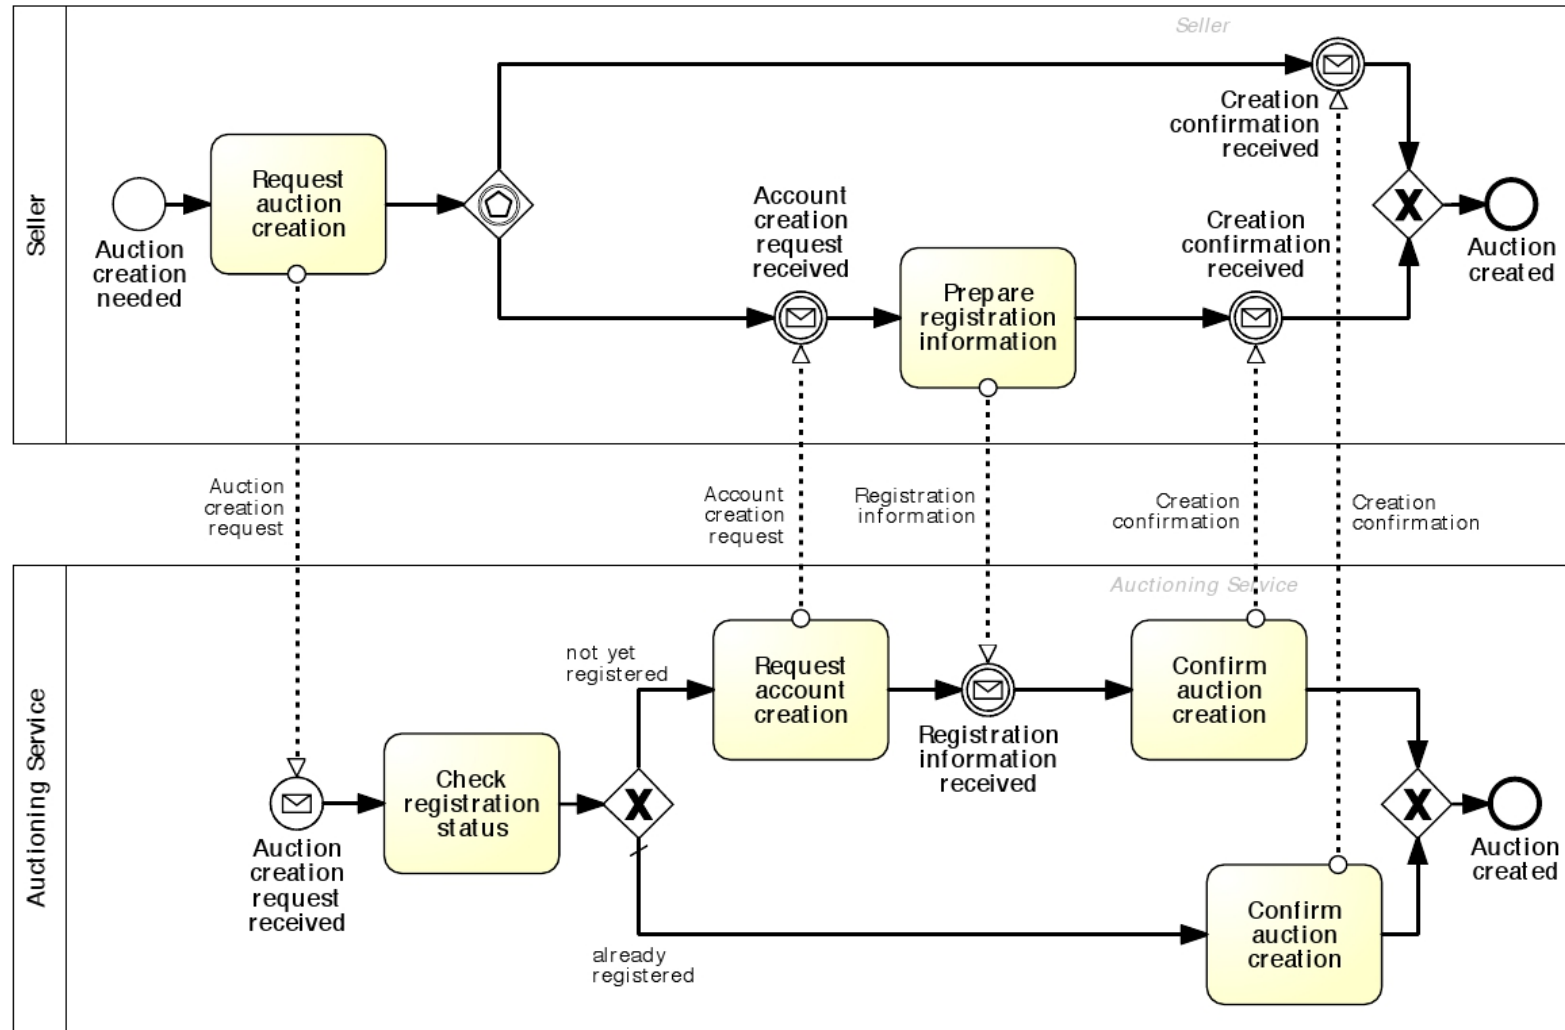 Seller
Seller
Auction
creation
needed
Request
auction
creation
Account
creation
request
received
Prepare
registration
information
Creation
confirmation
received
Creation
confirmation
received
Auction
created
Auction
creation
request
Account
creation
request
Registration
information
Creation
confirmation
Creation
confirmation
Auctioning Service
Auctioning Service
Auction
creation
request
received
Check
registration
status
X
not yet
registered
already
registered
Request
account
creation
Registration
information
received
Confirm
auction
creation
Confirm
auction
creation
X
Auction
created
X